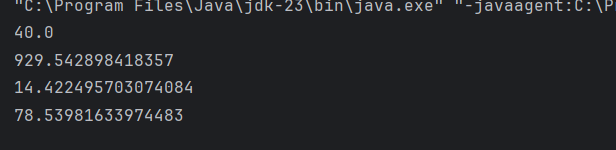 "C:\Program Files\Java\jdk-23\bin\java.exe" "-javaagent:C:\P
40.0
929.542898418357
14.422495703074084
78.53981633974483